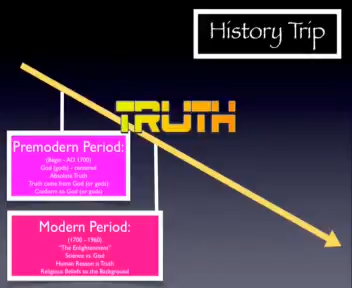 History Trip
TRUTH
Premodern Period:
(Began - AD 1700)
God (gods) - centered
Absolute Truth
Truth come from God (or gods)
Conform to God (or gods)
Modern Period:
(1700 - 1960)
"The Enlightenment"
Science vs. God
Human Reason is Truth
Religious Beliefs to the Background